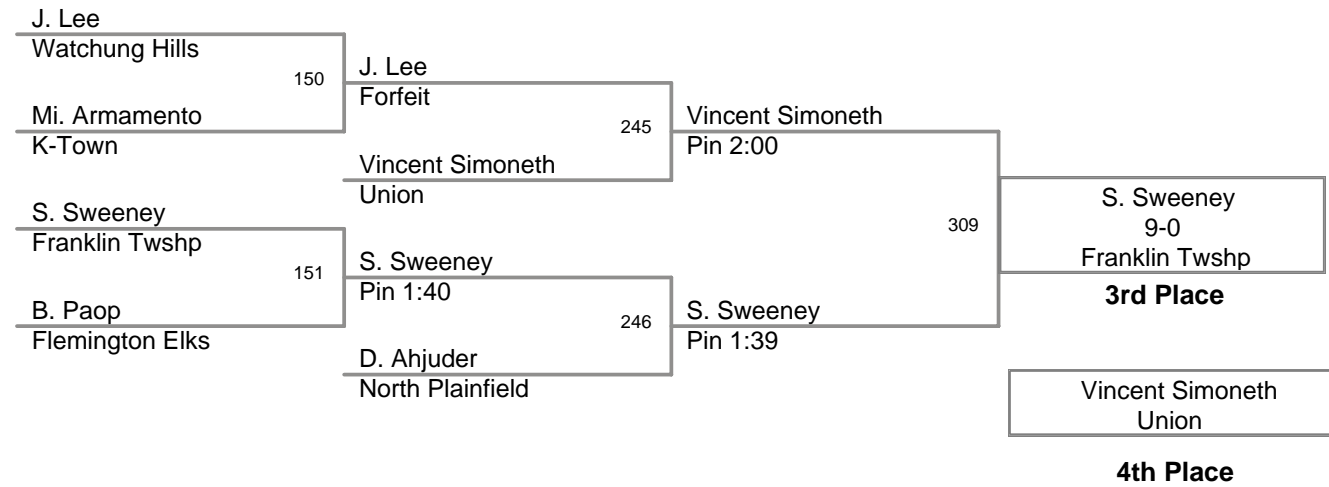 J. Lee
Watchung Hills
150
Mi. Armamento
K-Town
J. Lee
Forfeit
245
Vincent Simoneth
Union
Vincent Simoneth
Pin 2:00
S. Sweeney
Franklin Twshp
151
B. Paop
Flemington Elks
S. Sweeney
Pin 1:40
246
D. Ahjuder
North Plainfield
S. Sweeney
Pin 1:39
309
S. Sweeney
9-0
Franklin Twshp
3rd Place
Vincent Simoneth
Union
4th Place